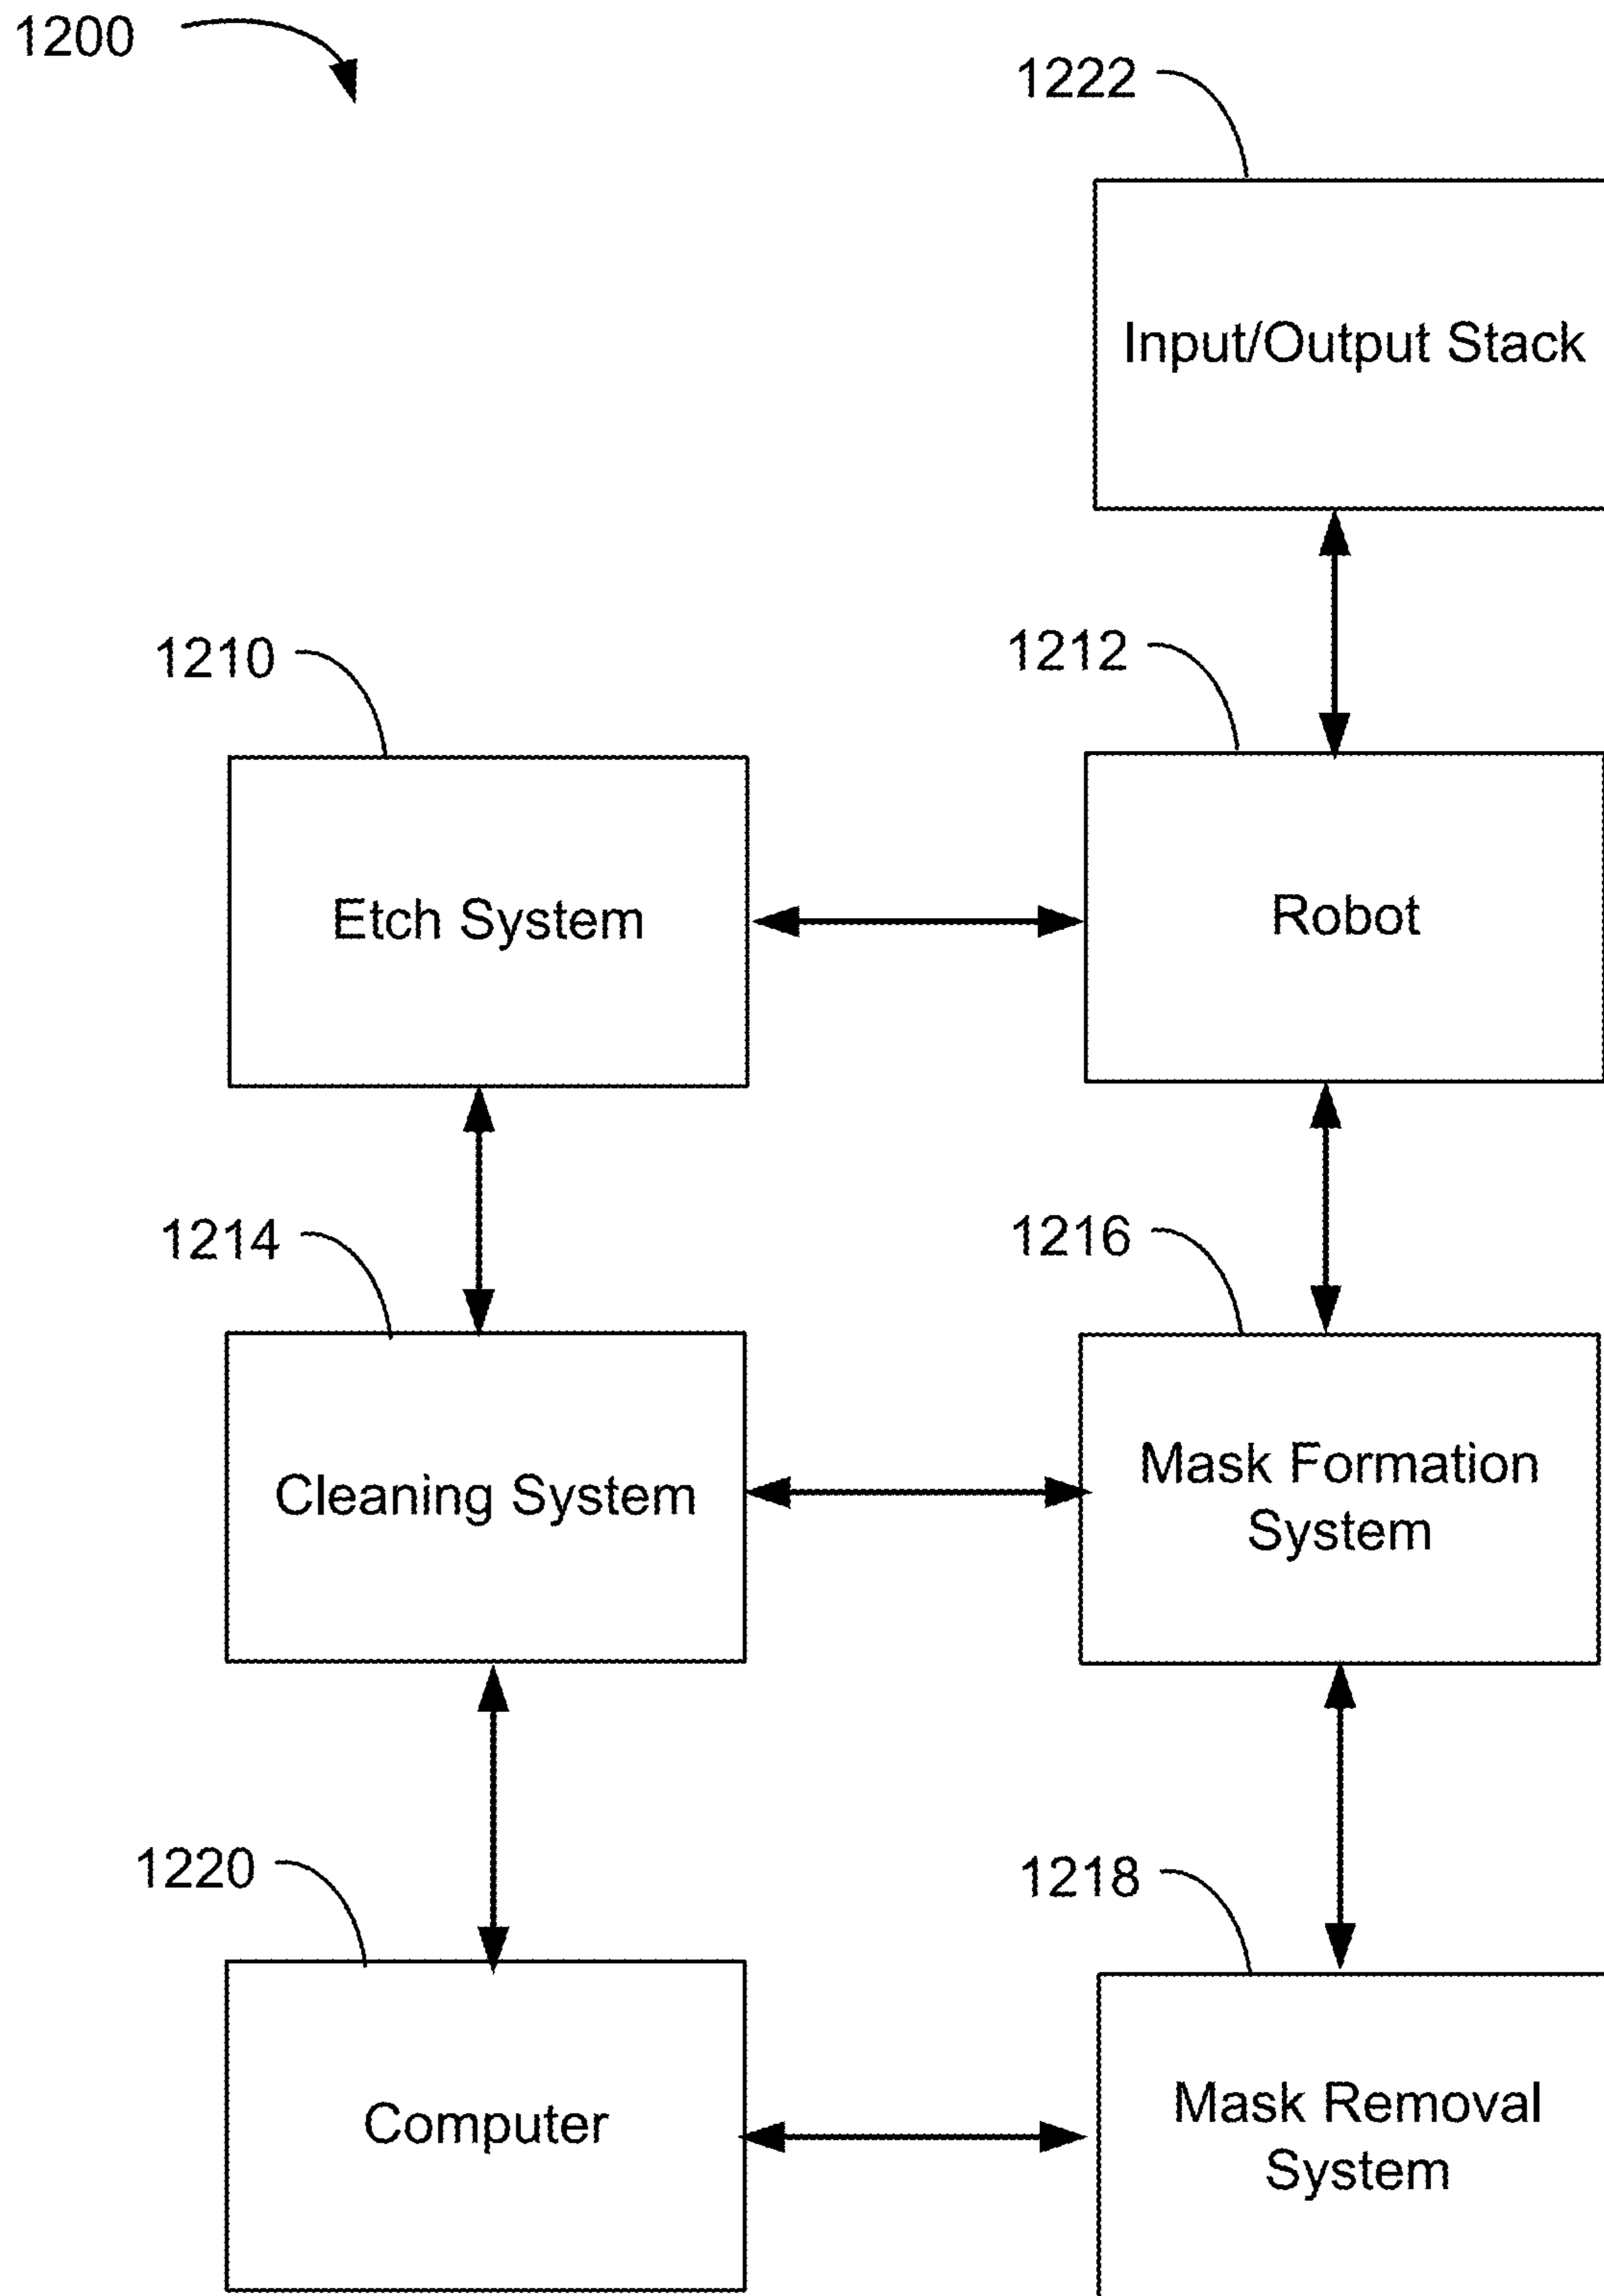 1200
1222
Input/Output Stack
1210
1212
Etch System
Robot
1214
1216
Cleaning System
Mask Formation
System
1220
1218
Computer
Mask Removal
System